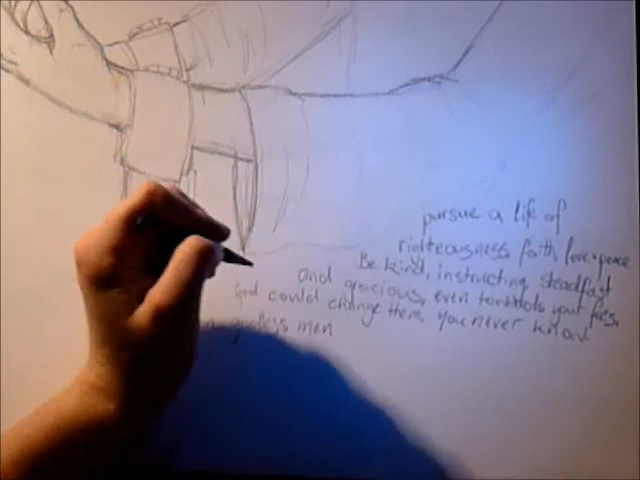 pursue a life of
righteousness, faith, love + peace
Be kind, instructing, steadfast
and gracious, even towards your foes,
God could change them, you never know
godless men